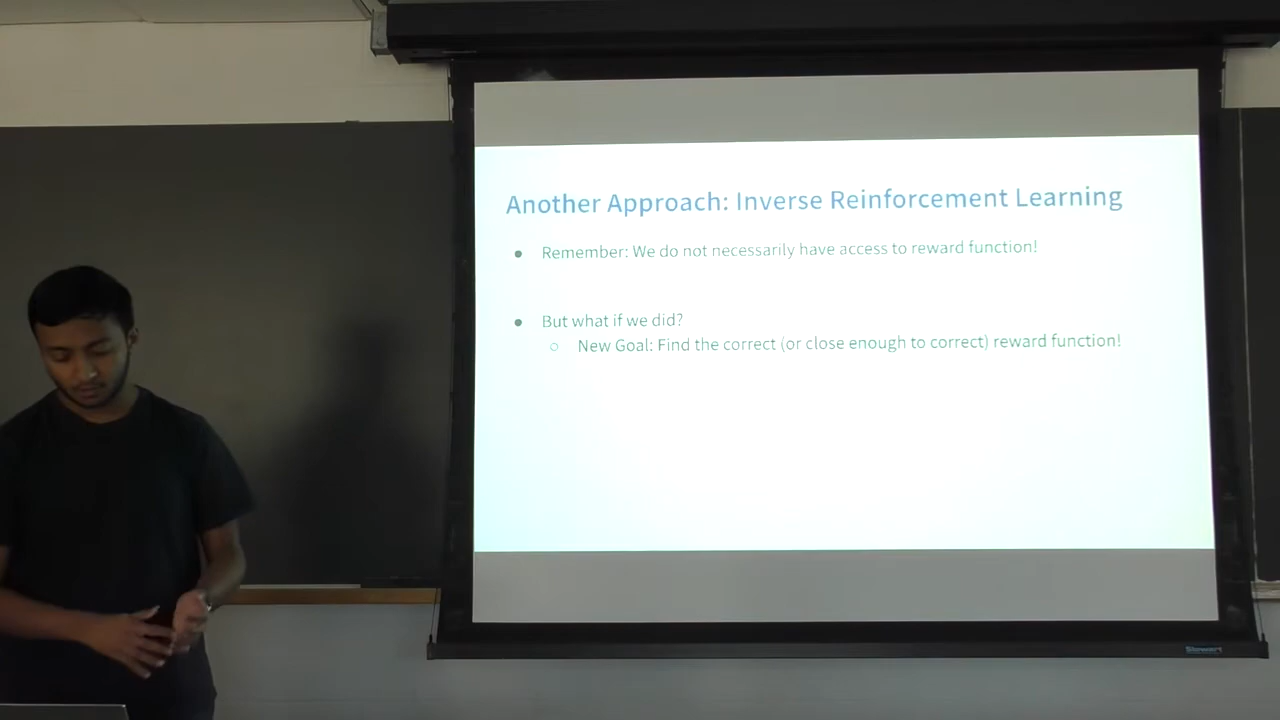 Another Approach: Inverse Reinforcement Learning
● Remember: We do not necessarily have access to reward function!
● But what if we did?
○ New Goal: Find the correct (or close enough to correct) reward function!
Stewart